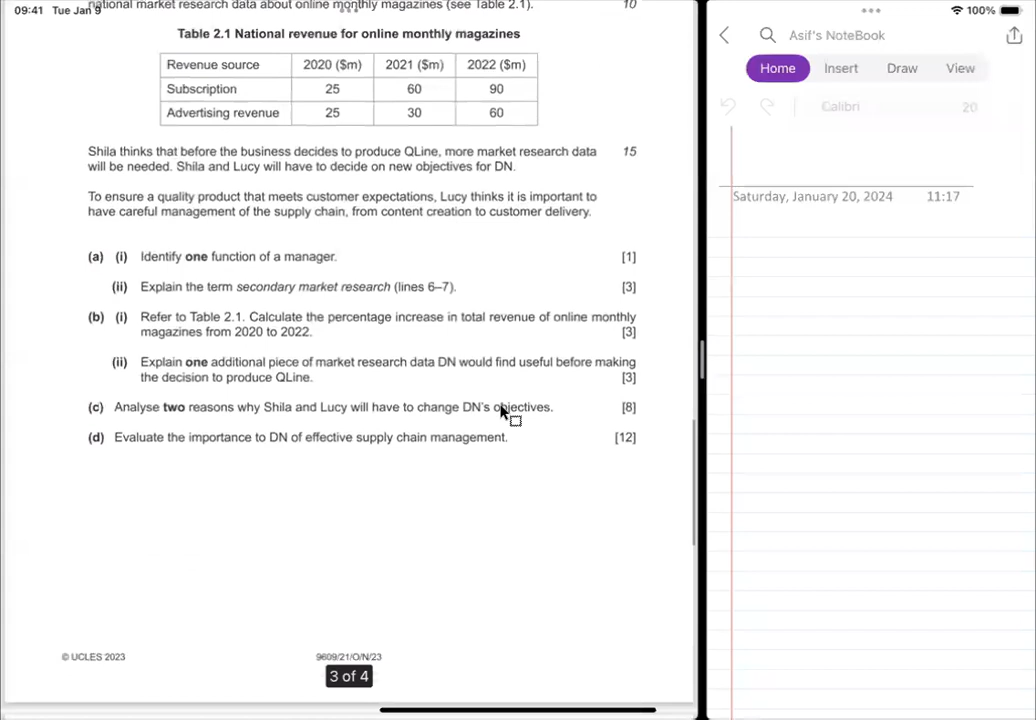 09:41 Tue Jan 9
national market research data about online monthly magazines (see Table 2.1). 10
Table 2.1 National revenue for online monthly magazines
Revenue source 2020 ($m) 2021 ($m) 2022 ($m)
Subscription 25 60 90
Advertising revenue 25 30 60
Shila thinks that before the business decides to produce QLine, more market research data 15
will be needed. Shila and Lucy will have to decide on new objectives for DN.
To ensure a quality product that meets customer expectations, Lucy thinks it is important to
have careful management of the supply chain, from content creation to customer delivery.
(a) (i) Identify one function of a manager. [1]
(ii) Explain the term secondary market research (lines 6–7). [3]
(b) (i) Refer to Table 2.1. Calculate the percentage increase in total revenue of online monthly
magazines from 2020 to 2022. [3]
(ii) Explain one additional piece of market research data DN would find useful before making
the decision to produce QLine. [3]
(c) Analyse two reasons why Shila and Lucy will have to change DN's objectives. [8]
(d) Evaluate the importance to DN of effective supply chain management. [12]
© UCLES 2023 9609/21/O/N/23
3 of 4
100%
Asif's NoteBook
Home Insert Draw View
Calibri 20
Saturday, January 20, 2024 11:17